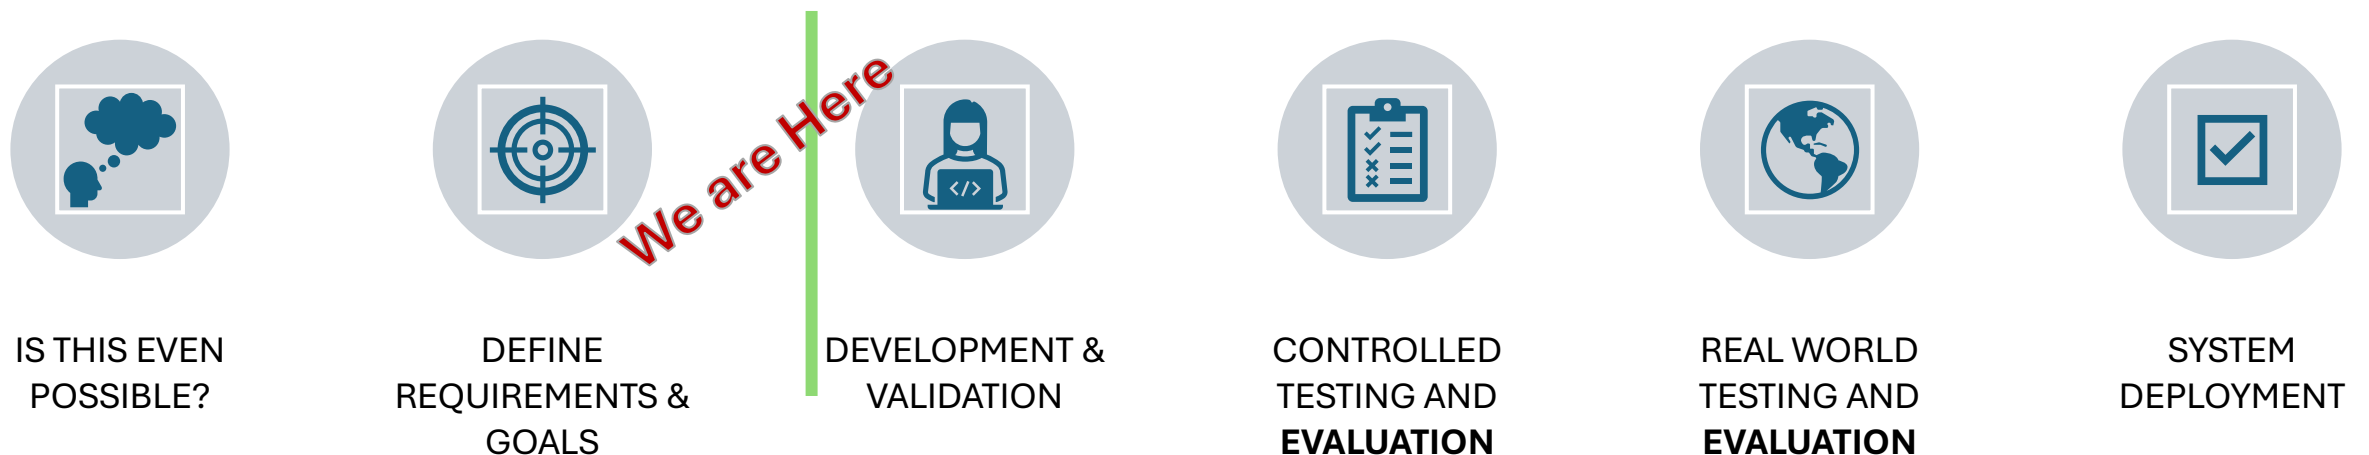 We are Here
IS THIS EVEN
POSSIBLE?
DEFINE
REQUIREMENTS &
GOALS
DEVELOPMENT &
VALIDATION
CONTROLLED
TESTING AND
EVALUATION
REAL WORLD
TESTING AND
EVALUATION
SYSTEM
DEPLOYMENT